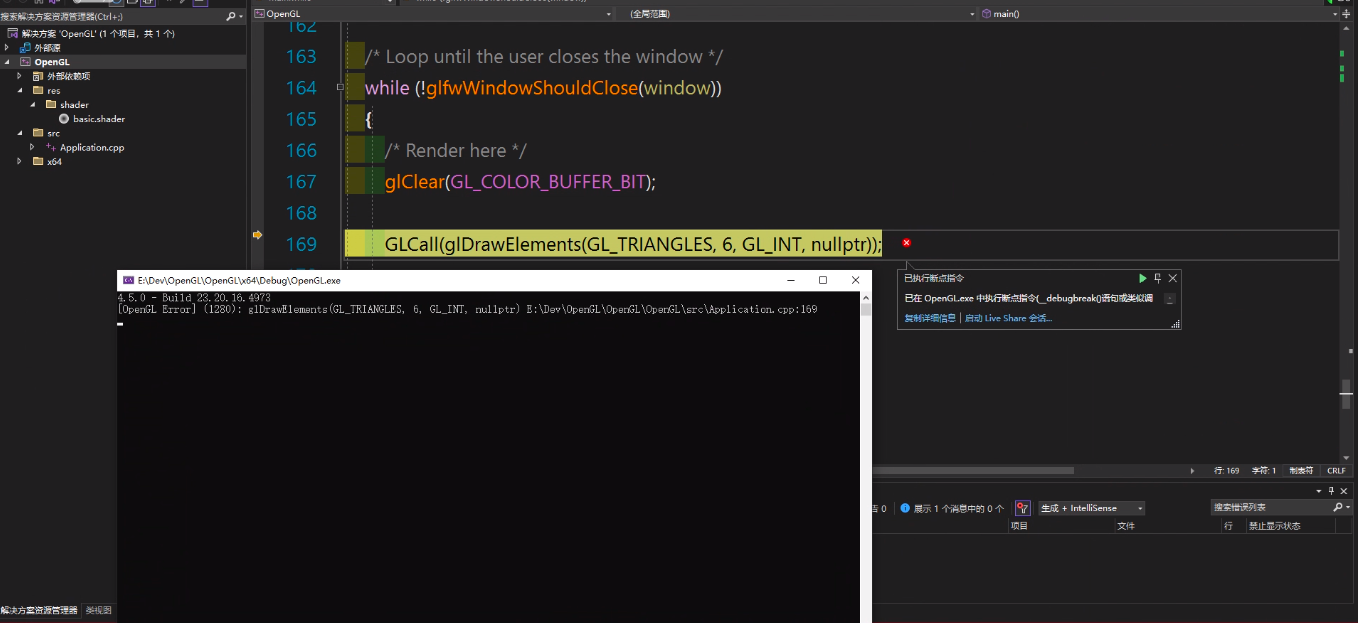 搜索解决方案资源管理器(Ctrl+;)
解决方案 'OpenGL' (1 个项目，共 1 个)
外部源
OpenGL
外部依赖项
res
shader
basic.shader
src
Application.cpp
x64
解决方案资源管理器 类视图
OpenGL (全局范围) main()
162
163 /* Loop until the user closes the window */
164 while (!glfwWindowShouldClose(window))
165 {
166 /* Render here */
167 glClear(GL_COLOR_BUFFER_BIT);
168
169 GLCall(glDrawElements(GL_TRIANGLES, 6, GL_INT, nullptr));
E:\Dev\OpenGL\OpenGL\x64\Debug\OpenGL.exe
4.5.0 - Build 23.20.16.4973
[OpenGL Error] (1280): glDrawElements(GL_TRIANGLES, 6, GL_INT, nullptr) E:\Dev\OpenGL\OpenGL\OpenGL\src\Application.cpp:169
已执行断点指令
已在 OpenGL.exe 中执行断点指令(__debugbreak()语句或类似调
复制详细信息 | 启动 Live Share 会话...
行: 169 字符: 1 制表符 CRLF
告 0 展示 1 个消息中的 0 个 生成 + IntelliSense 搜索错误列表
项目 文件 行 禁止显示状态